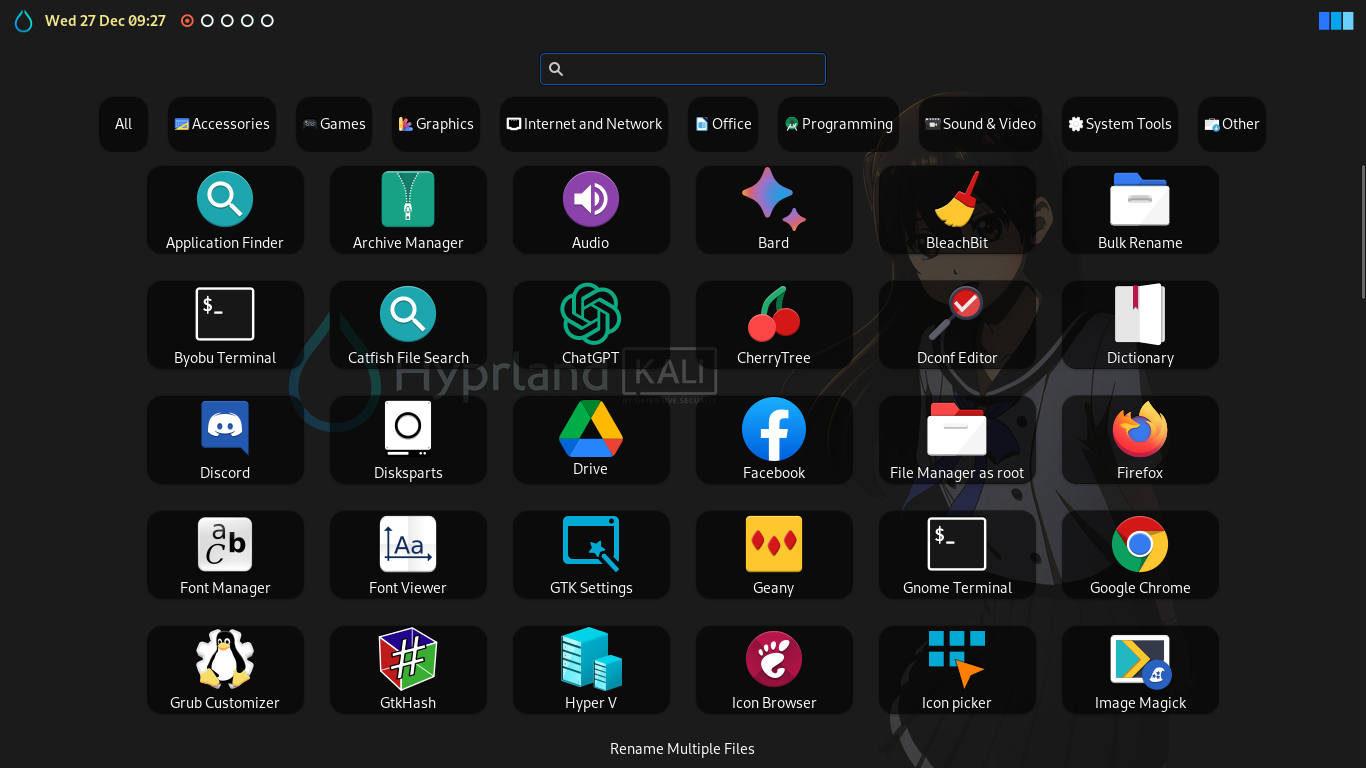 Wed 27 Dec 09:27
All
Accessories
Games
Graphics
Internet and Network
Office
Programming
Sound & Video
System Tools
Other
Application Finder
Archive Manager
Audio
Bard
BleachBit
Bulk Rename
$_
Byobu Terminal
Catfish File Search
ChatGPT
CherryTree
Dconf Editor
Dictionary
Hyprland
KALI
BY OFFENSIVE SECURITY
Discord
Disksparts
Drive
Facebook
File Manager as root
Firefox
a b C
Font Manager
Aa
Font Viewer
GTK Settings
Geany
$_
Gnome Terminal
Google Chrome
Grub Customizer
#
GtkHash
Hyper V
Icon Browser
Icon picker
Image Magick
Rename Multiple Files